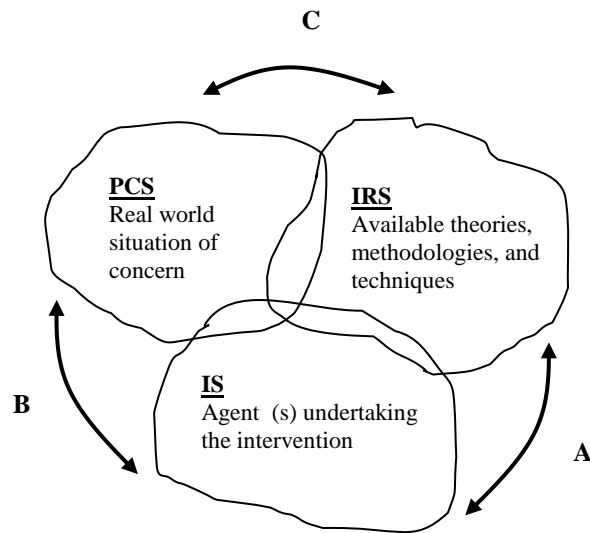 C
PCS
Real world
situation of
concern
IRS
Available theories,
methodologies, and
techniques
B
IS
Agent (s) undertaking
the intervention
A